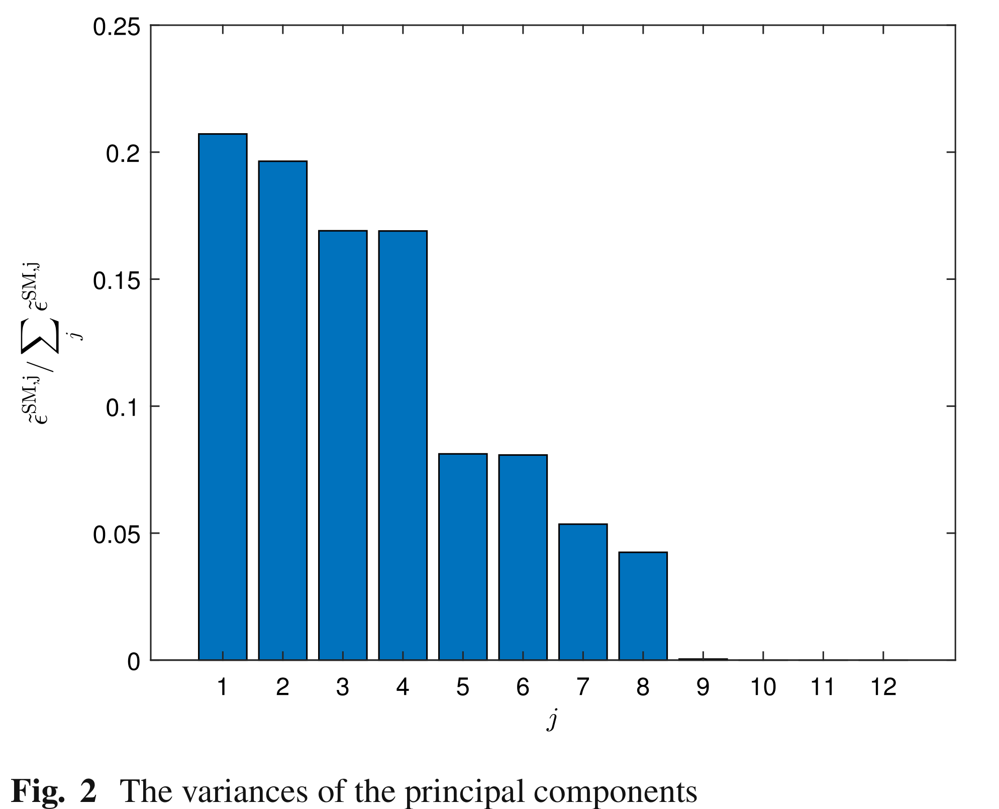 0.25
0.2
0.15
0.1
0.05
0
ϵ̃^SM,j / ∑_j ϵ̃^SM,j
1 2 3 4 5 6 7 8 9 10 11 12
j
Fig. 2 The variances of the principal components